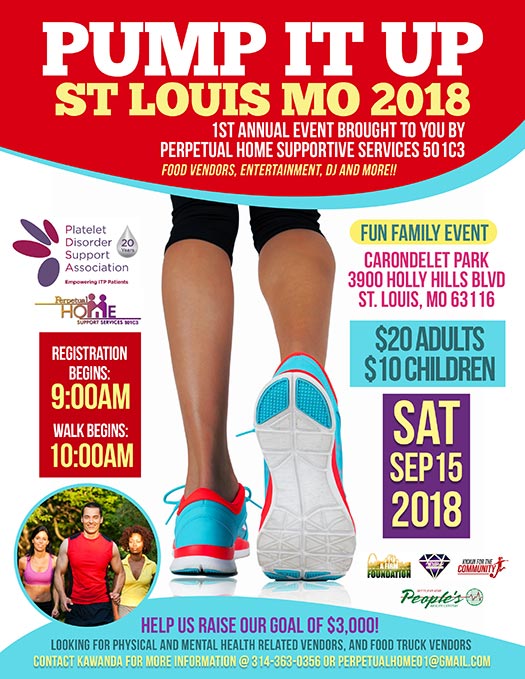 PUMP IT UP
ST LOUIS MO 2018
1ST ANNUAL EVENT BROUGHT TO YOU BY
PERPETUAL HOME SUPPORTIVE SERVICES 501C3
FOOD VENDORS, ENTERTAINMENT, DJ AND MORE!!
Platelet
Disorder
Support
Association
20
Years
Empowering ITP Patients
Perpetual
HOME
SUPPORT SERVICES 501C3
FUN FAMILY EVENT
CARONDELET PARK
3900 HOLLY HILLS BLVD
ST. LOUIS, MO 63116
$20 ADULTS
$10 CHILDREN
REGISTRATION
BEGINS:
9:00AM
WALK BEGINS:
10:00AM
SAT
SEP 15
2018
A FIRM
FOUNDATION
KICKIN FOR THE
COMMUNITY
People's
HELP US RAISE OUR GOAL OF $3,000!
LOOKING FOR PHYSICAL AND MENTAL HEALTH RELATED VENDORS, AND FOOD TRUCK VENDORS
CONTACT KAWANDA FOR MORE INFORMATION @ 314-363-0356 OR PERPETUALHOME01@GMAIL.COM